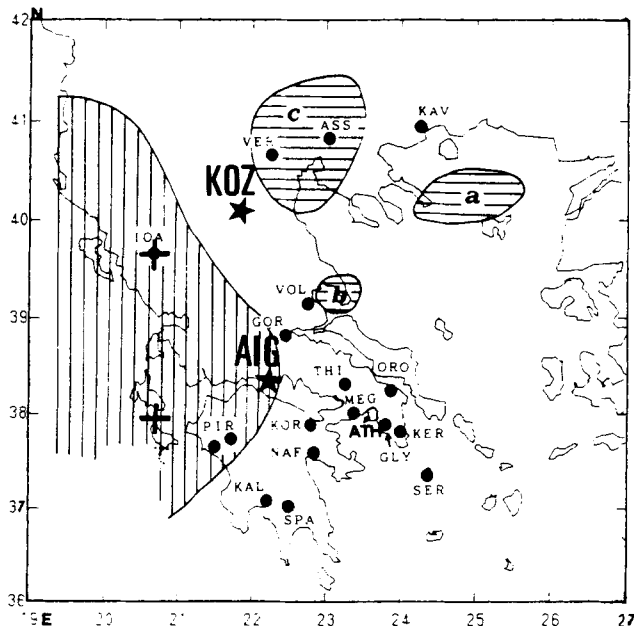 N
42
41
40
39
38
37
36
c
VER
ASS
KAV
KOZ
a
IOA
VOL
b
GOR
AIG
THI
ORO
MEG
PIR
KOR
ATH
KER
NAF
GLY
KAL
SPA
SER
19 E
20
21
22
23
24
25
26
27